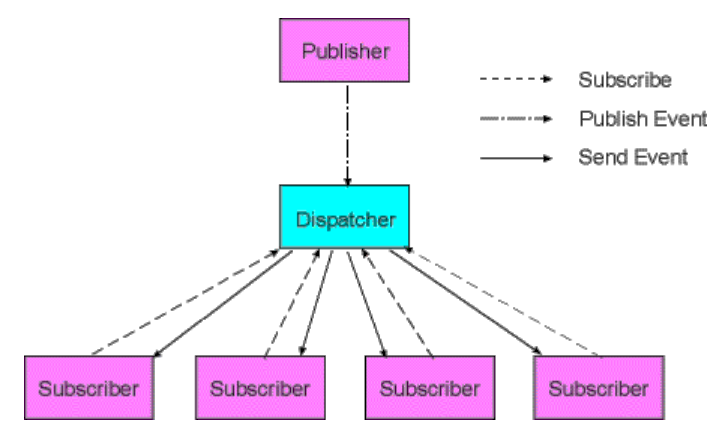 Publisher
Subscribe
Publish Event
Send Event
Dispatcher
Subscriber
Subscriber
Subscriber
Subscriber